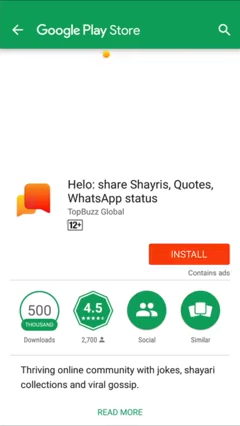 Google Play Store
Helo: share Shayris, Quotes,
WhatsApp status
TopBuzz Global
12+
INSTALL
Contains ads
500
THOUSAND
4.5
Downloads
2,700
Social
Similar
Thriving online community with jokes, shayari
collections and viral gossip.
READ MORE